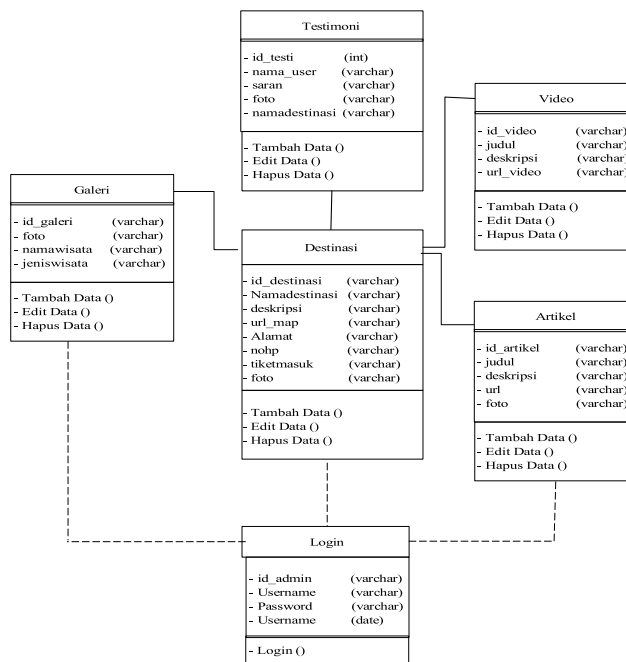 Testimoni
- id_testi (int)
- nama_user (varchar)
- saran (varchar)
- foto (varchar)
- namadestinasi (varchar)
- Tambah Data ()
- Edit Data ()
- Hapus Data ()
Video
- id_video (varchar)
- judul (varchar)
- deskripsi (varchar)
- url_video (varchar)
- Tambah Data ()
- Edit Data ()
- Hapus Data ()
Galeri
- id_galeri (varchar)
- foto (varchar)
- namawisata (varchar)
- jeniswisata (varchar)
- Tambah Data ()
- Edit Data ()
- Hapus Data ()
Destinasi
- id_destinasi (varchar)
- Namadestinasi (varchar)
- deskripsi (varchar)
- url_map (varchar)
- Alamat (varchar)
- nohp (varchar)
- tiketmasuk (varchar)
- foto (varchar)
- Tambah Data ()
- Edit Data ()
- Hapus Data ()
Artikel
- id_artikel (varchar)
- judul (varchar)
- deskripsi (varchar)
- url (varchar)
- foto (varchar)
- Tambah Data ()
- Edit Data ()
- Hapus Data ()
Login
- id_admin (varchar)
- Username (varchar)
- Password (varchar)
- Username (date)
- Login ()